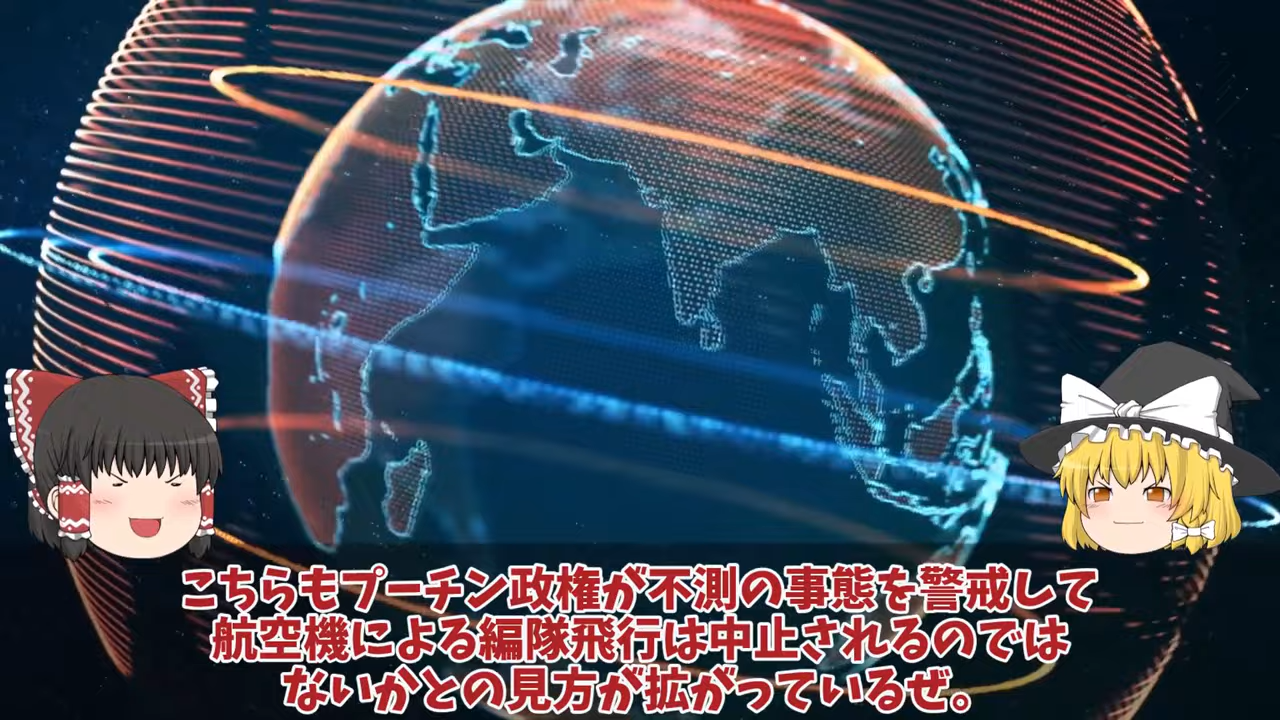 こちらもプーチン政権が不測の事態を警戒して
航空機による編隊飛行は中止されるのでは
ないかとの見方が拡がっているぜ。